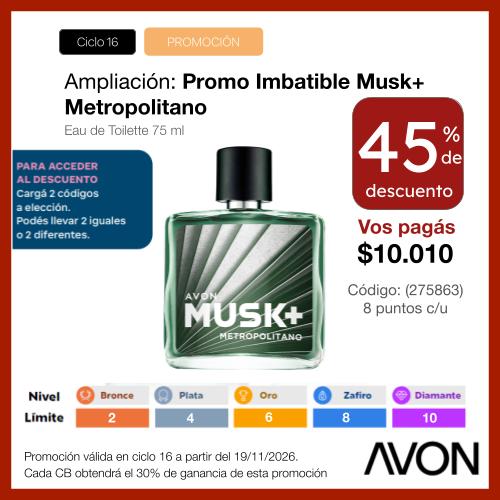 Ciclo 16
PROMOCIÓN
Ampliación: Promo Imbatible Musk+
Metropolitano
Eau de Toilette 75 ml
PARA ACCEDER
AL DESCUENTO
Cargá 2 códigos
a elección.
Podés llevar 2 iguales
o 2 diferentes.
45% de
descuento
Vos pagás
$10.010
Código: (275863)
8 puntos c/u
AVON
MUSK+
METROPOLITANO
Nivel Bronce Plata Oro Zafiro Diamante
Límite 2 4 6 8 10
Promoción válida en ciclo 16 a partir del 19/11/2026.
Cada CB obtendrá el 30% de ganancia de esta promoción
AVON